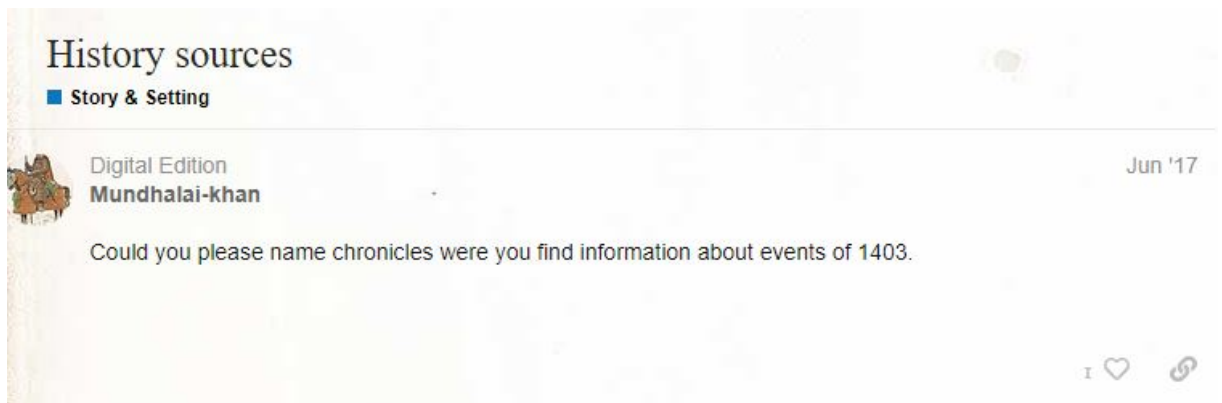 History sources
Story & Setting
Digital Edition
Jun '17
Mundhalai-khan
Could you please name chronicles were you find information about events of 1403.
1